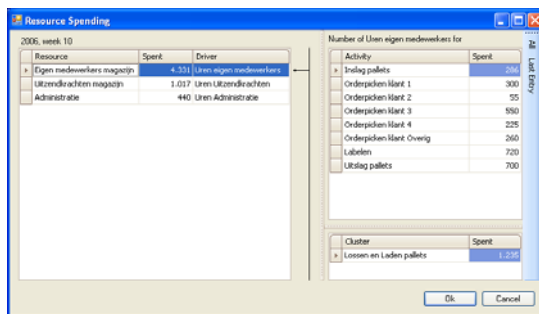 Resource Spending
2006, week 10
Resource Spent Driver
Eigen medewerkers magazijn 4.331 Uren eigen medewerkers
Uitzendkrachten magazijn 1.017 Uren Uitzendkrachten
Administratie 440 Uren Administratie
Number of Uren eigen medewerkers for
Activity Spent
Inslag pallets 286
Orderpicken klant 1 300
Orderpicken klant 2 55
Orderpicken klant 3 550
Orderpicken klant 4 225
Orderpicken klant Overig 260
Labelen 720
Uitslag pallets 700
Cluster Spent
Lossen en Laden pallets 1.235
All
Last Entry
Ok Cancel